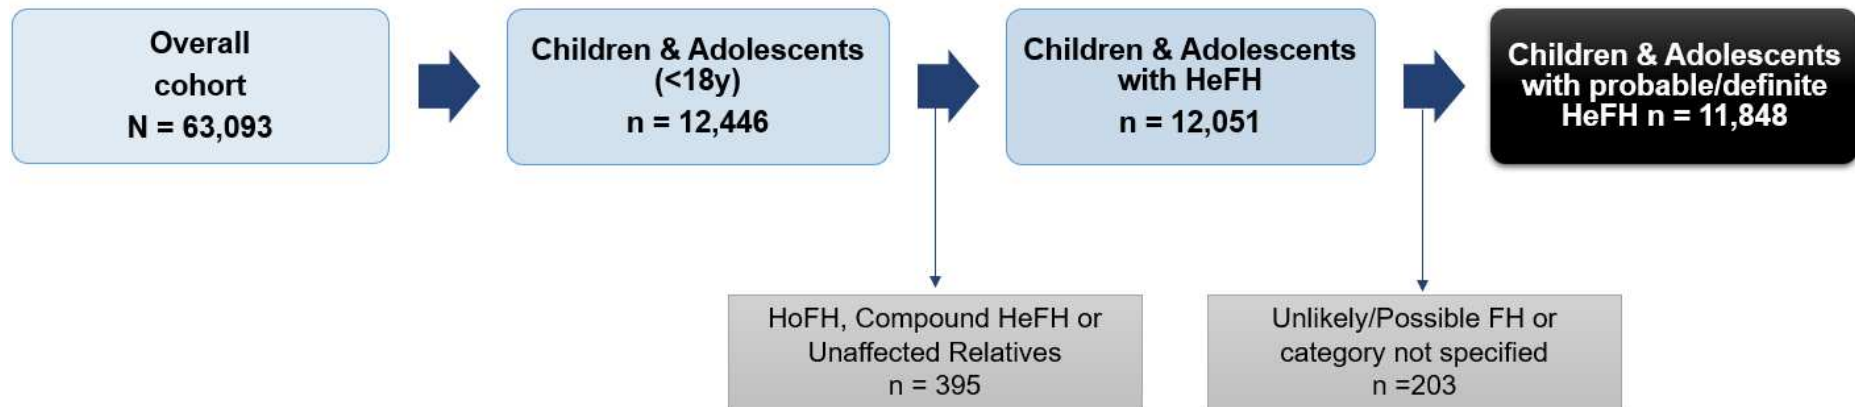 Overall
cohort
N = 63,093
Children & Adolescents
(<18y)
n = 12,446
Children & Adolescents
with HeFH
n = 12,051
Children & Adolescents
with probable/definite
HeFH n = 11,848
HoFH, Compound HeFH or
Unaffected Relatives
n = 395
Unlikely/Possible FH or
category not specified
n =203